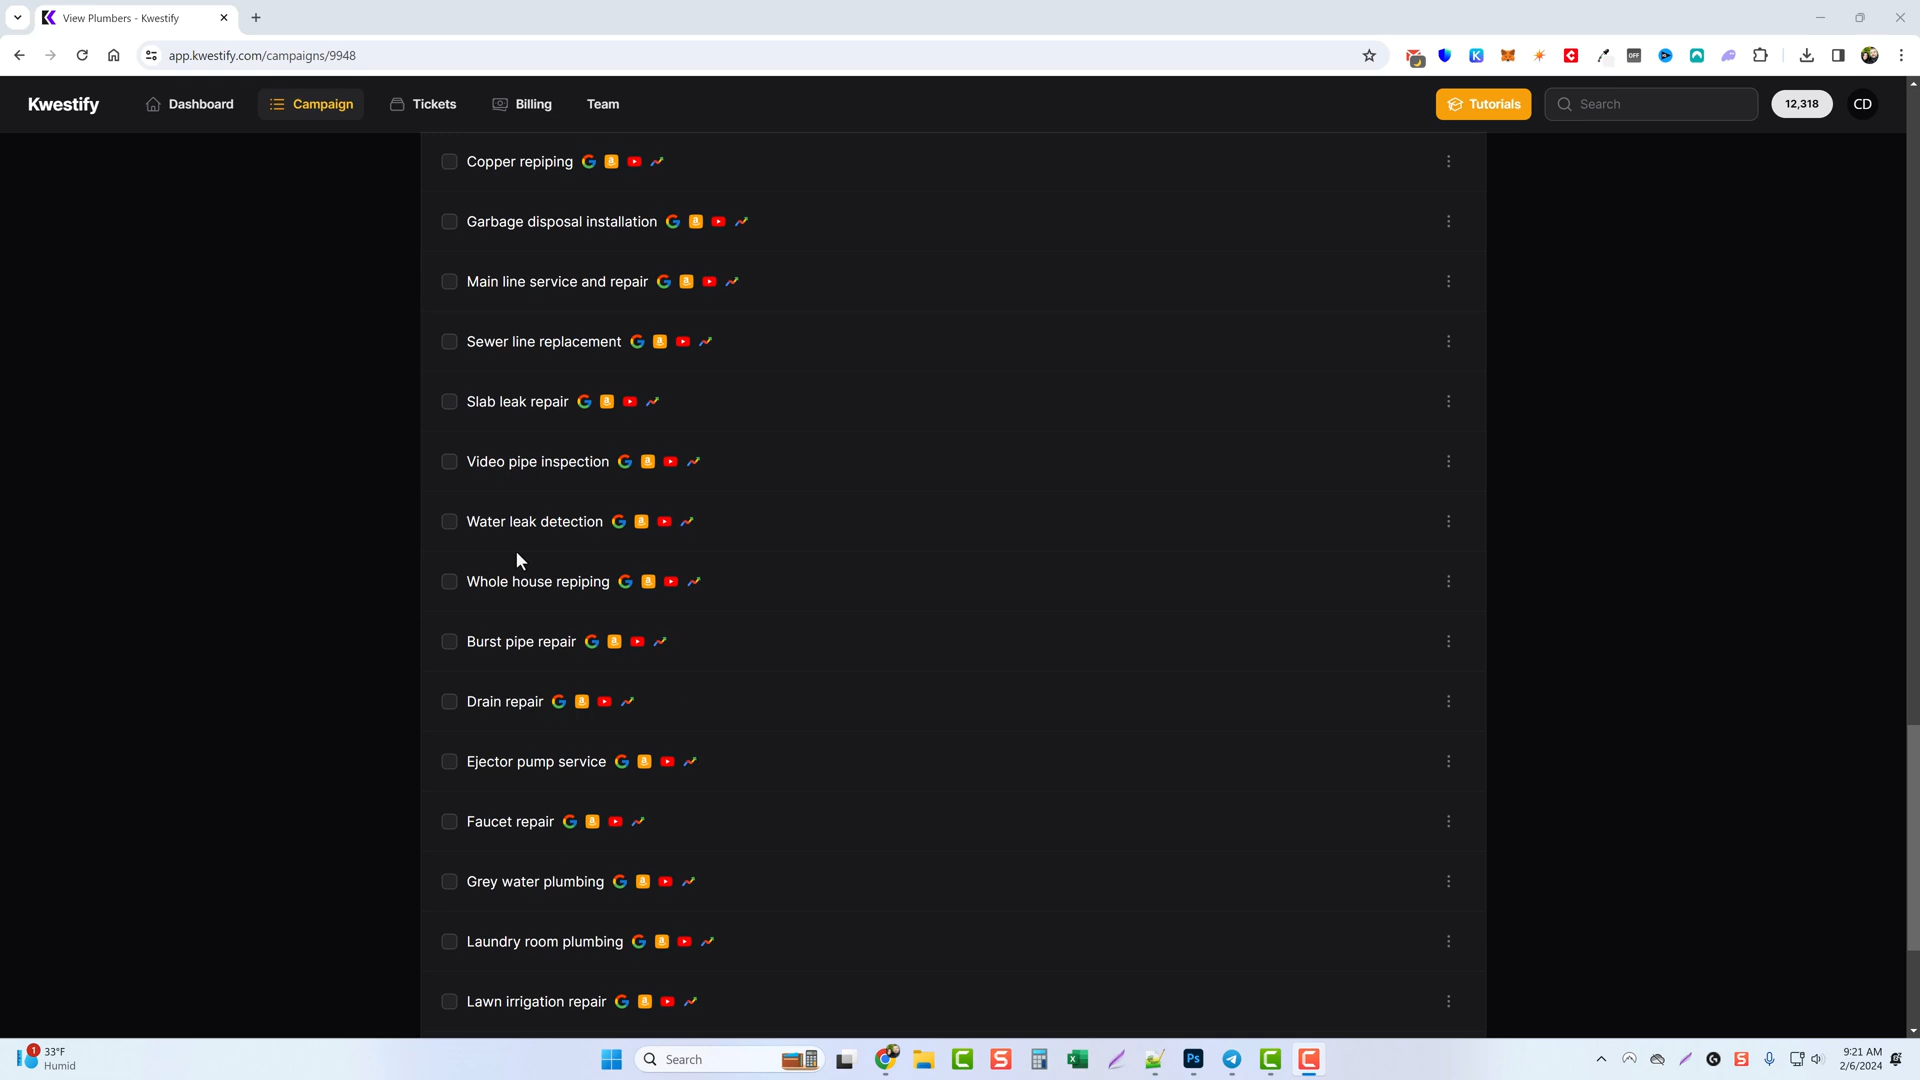 View Plumbers - Kwestify
app.kwestify.com/campaigns/9948
Kwestify
Dashboard
Campaign
Tickets
Billing
Team
Tutorials
Search
12,318
CD
Copper repiping
Garbage disposal installation
Main line service and repair
Sewer line replacement
Slab leak repair
Video pipe inspection
Water leak detection
Whole house repiping
Burst pipe repair
Drain repair
Ejector pump service
Faucet repair
Grey water plumbing
Laundry room plumbing
Lawn irrigation repair
1
33°F
Humid
Search
9:21 AM
2/6/2024